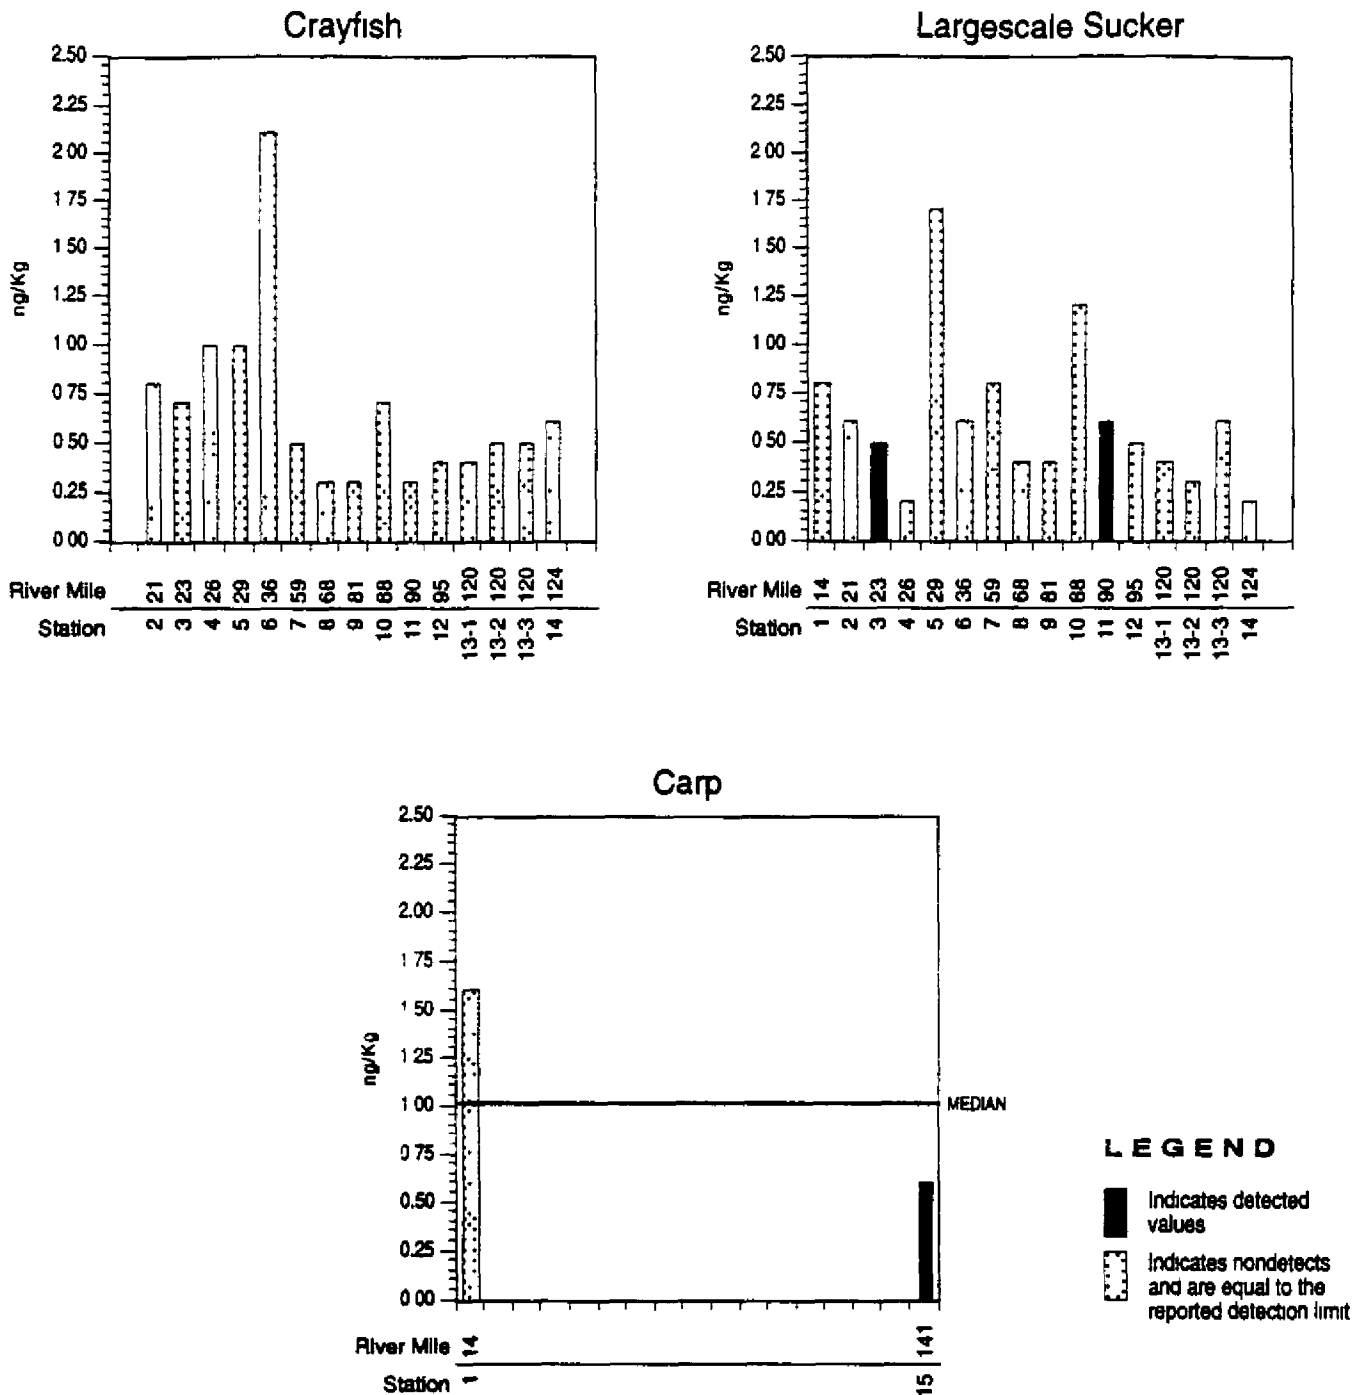 Crayfish
2.50
2.25
2 00
1 75
1 50
1.25
1 00
0 75
0 50
0.25
0 00
ng/Kg
River Mile 21 23 26 29 36 59 68 81 88 90 95 120 120 120 124
Station 2 3 4 5 6 7 8 9 10 11 12 13-1 13-2 13-3 14
Largescale Sucker
2.50
2.25
2 00
1 75
1 50
1.25
1 00
0 75
0 50
0.25
0 00
ng/Kg
River Mile 14 21 23 26 29 36 59 68 81 88 90 95 120 120 120 124
Station 1 2 3 4 5 6 7 8 9 10 11 12 13-1 13-2 13-3 14
Carp
2.50
2.25
2.00
1 75
1 50
1 25
1 00
0 75
0.50
0.25
0 00
ng/Kg
MEDIAN
River Mile 14 141
Station 1 15
LEGEND
Indicates detected
values
Indicates nondetects
and are equal to the
reported detection limit